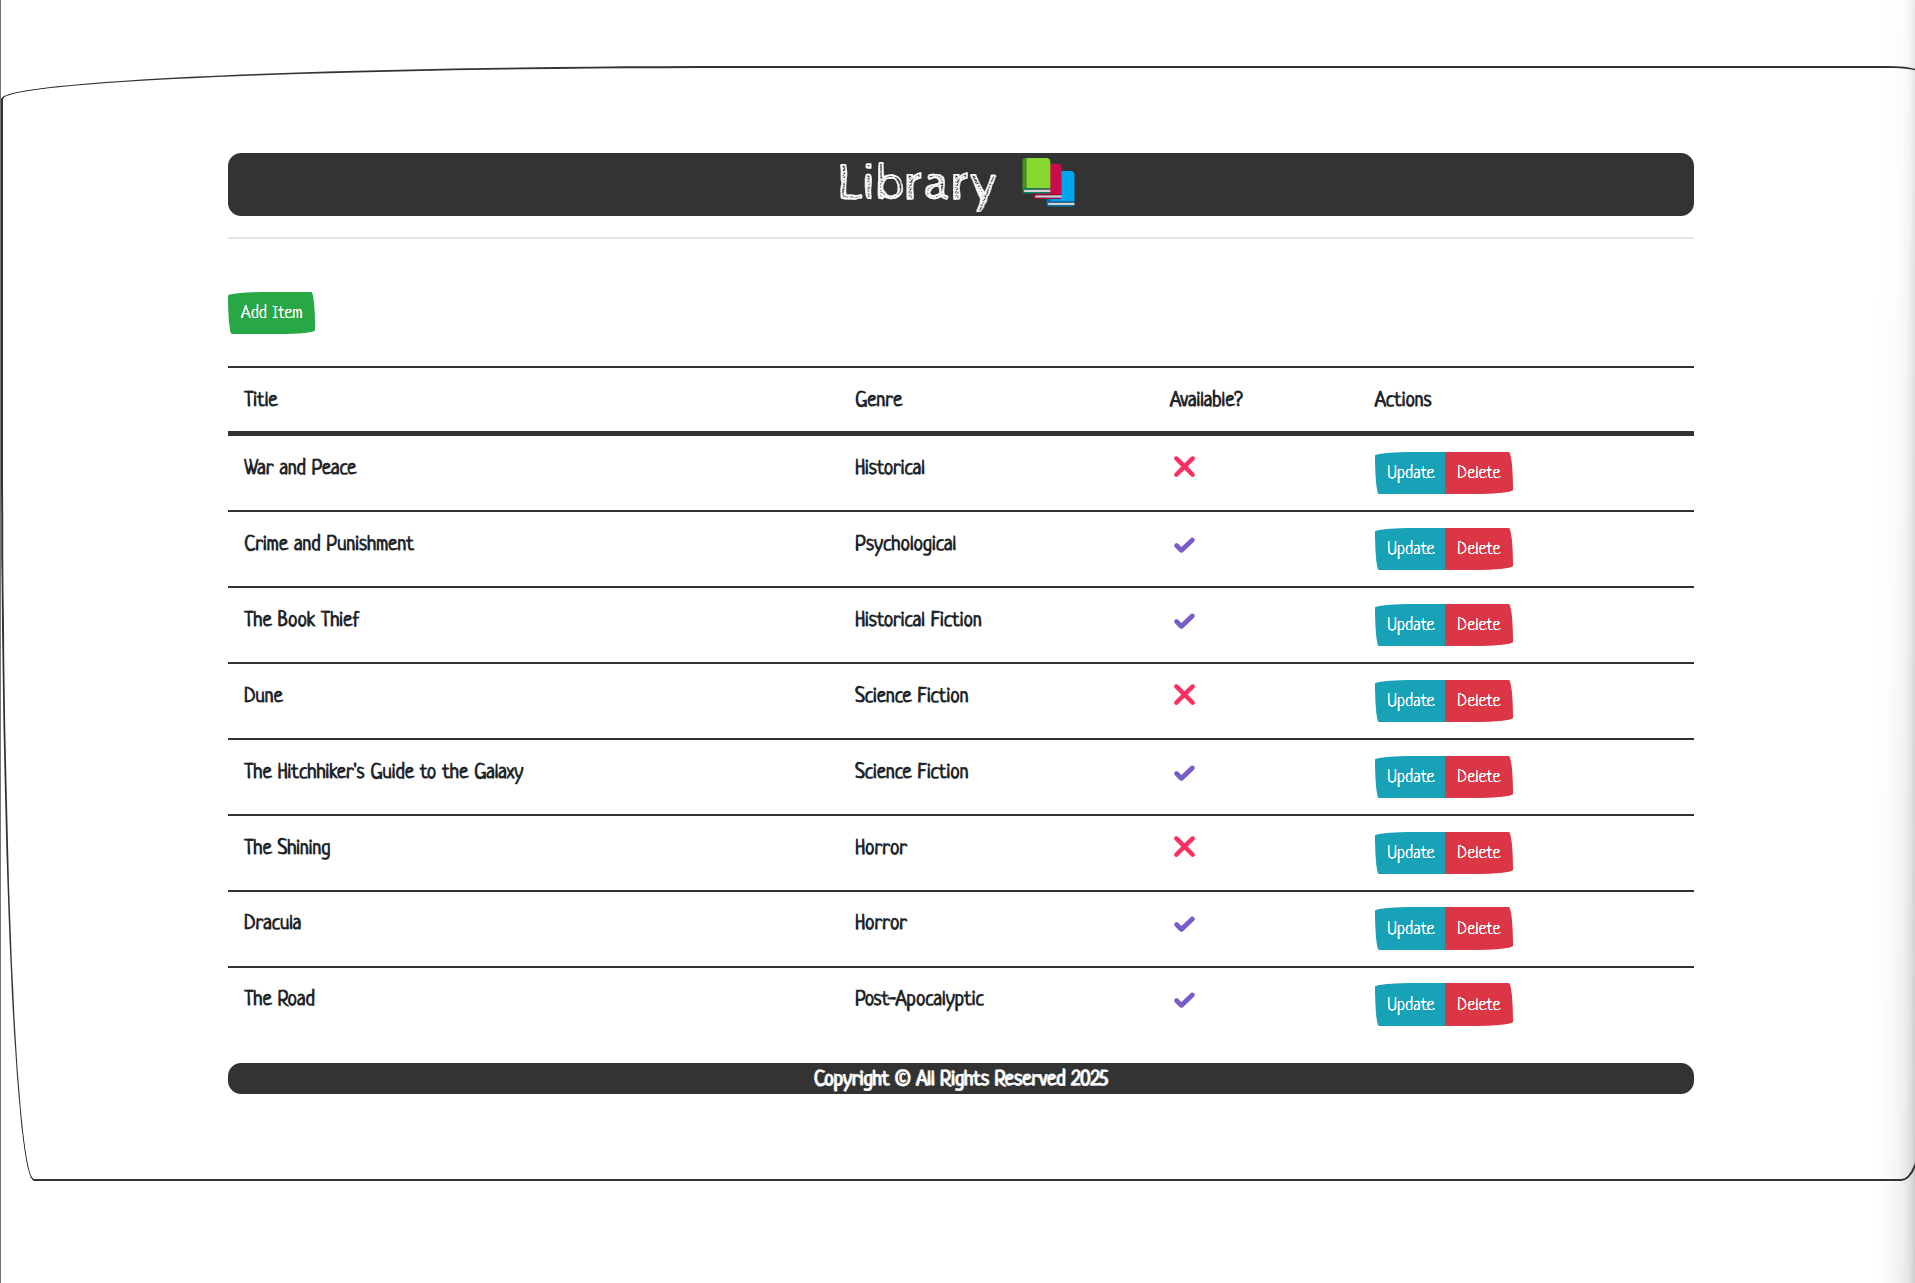 Library
Add Item
Title Genre Available? Actions
War and Peace Historical Update Delete
Crime and Punishment Psychological Update Delete
The Book Thief Historical Fiction Update Delete
Dune Science Fiction Update Delete
The Hitchhiker's Guide to the Galaxy Science Fiction Update Delete
The Shining Horror Update Delete
Dracula Horror Update Delete
The Road Post-Apocalyptic Update Delete
Copyright © All Rights Reserved 2025